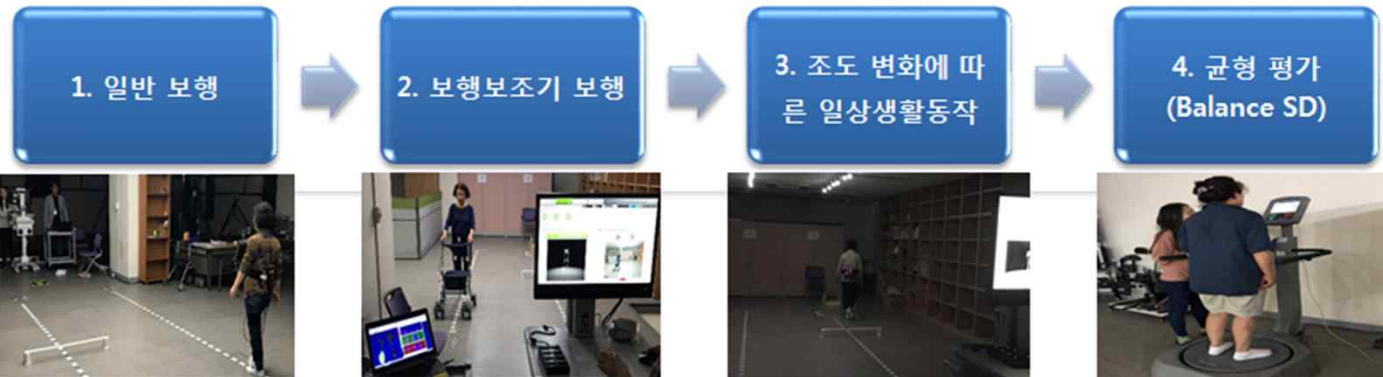 1. 일반 보행
2. 보행보조기 보행
3. 조도 변화에 따
른 일상생활동작
4. 균형 평가
(Balance SD)